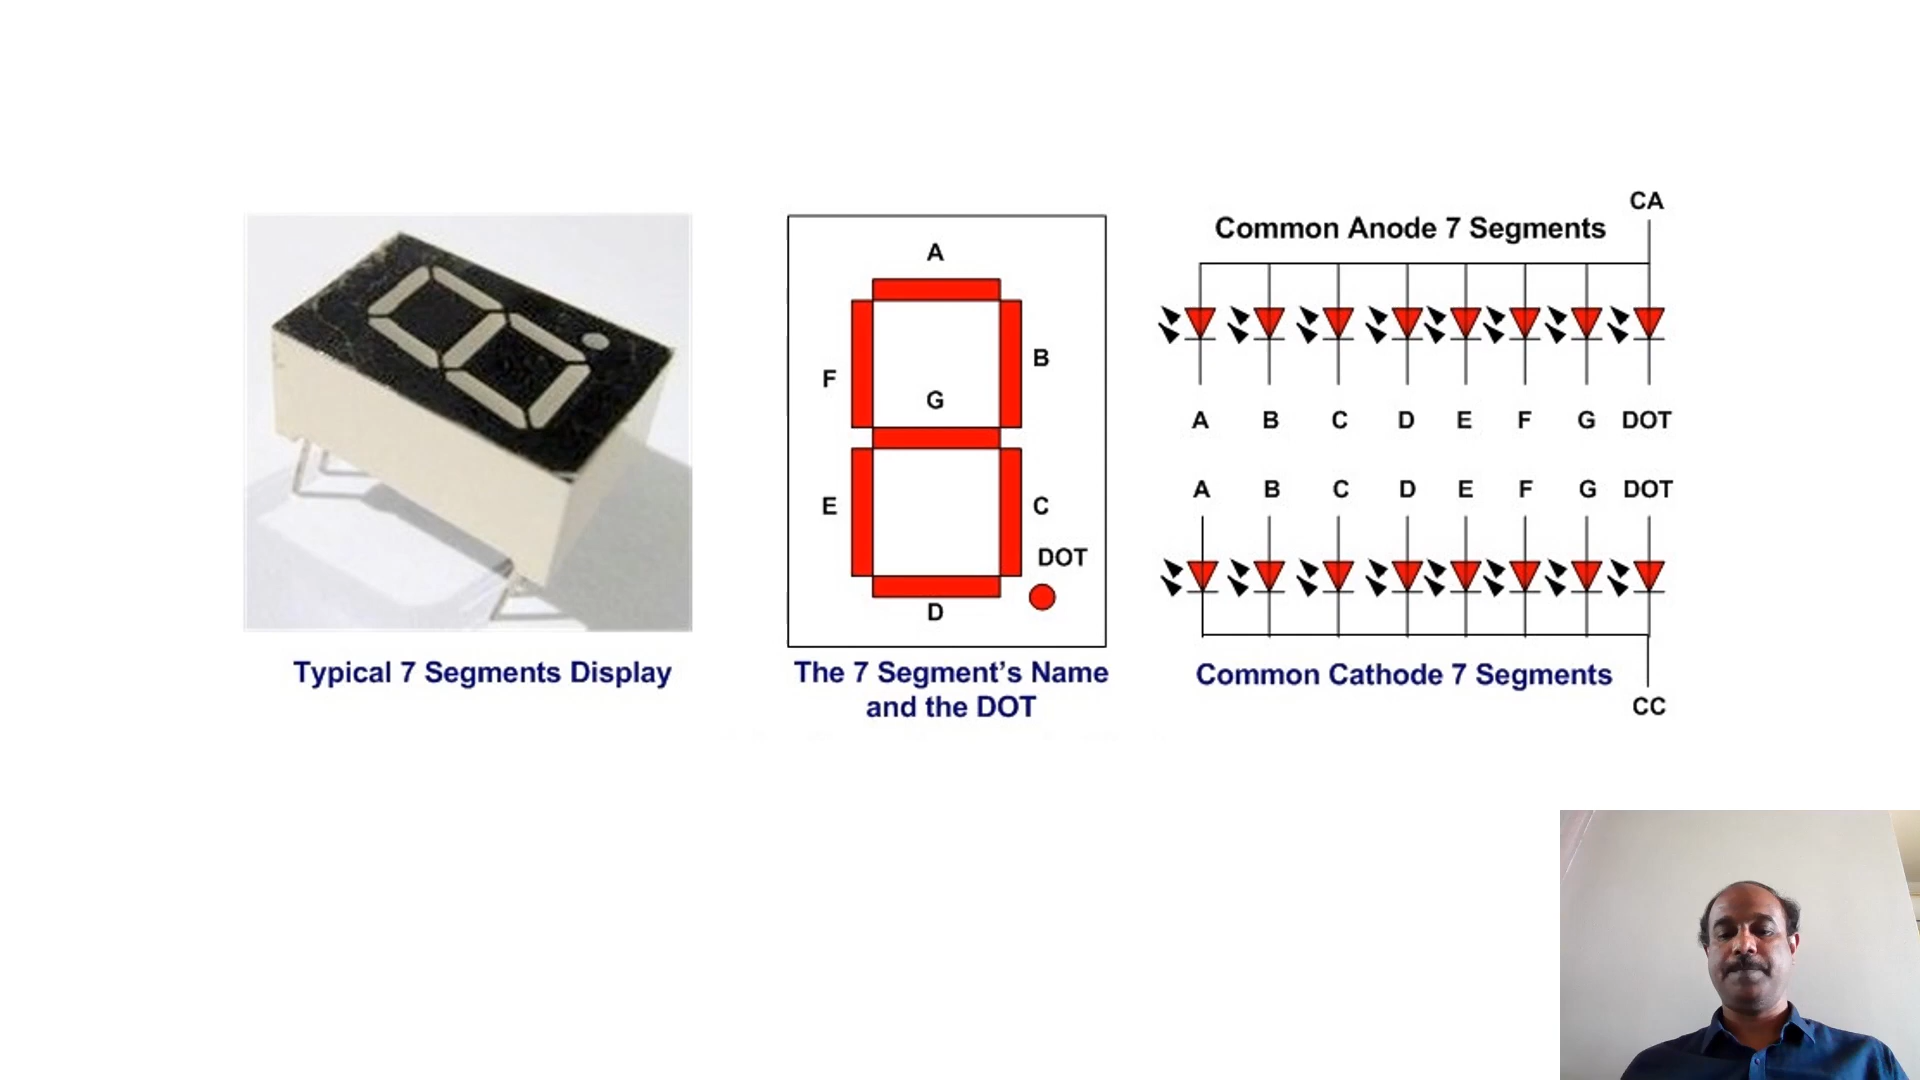 Typical 7 Segments Display
A
B
F
G
E
C
DOT
D
The 7 Segment’s Name
and the DOT
CA
Common Anode 7 Segments
A B C D E F G DOT
A B C D E F G DOT
Common Cathode 7 Segments
CC